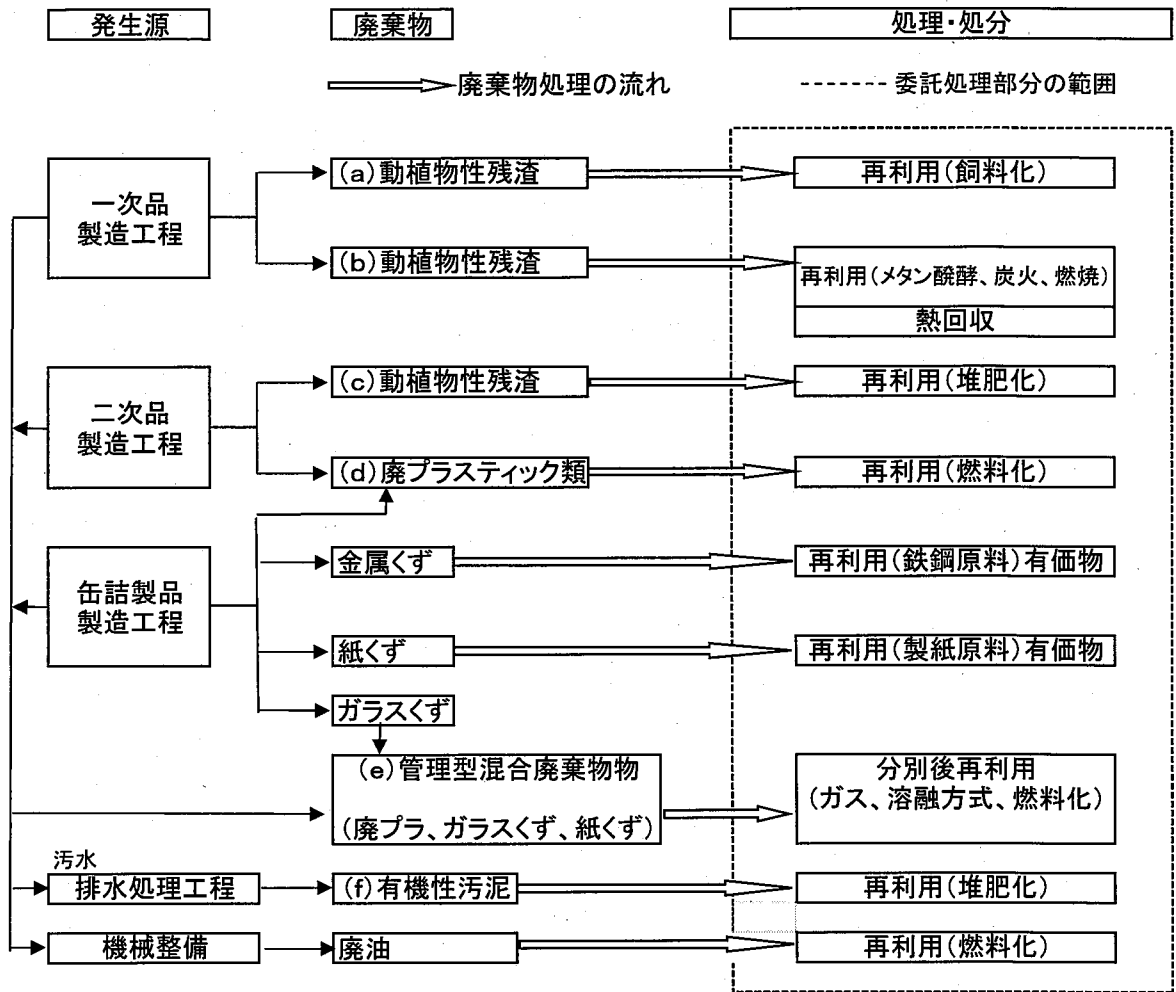 発生源
廃棄物
処理・処分
廃棄物処理の流れ
委託処理部分の範囲
一次品
製造工程
(a)動植物性残渣
再利用(飼料化)
(b)動植物性残渣
再利用(メタン醗酵、炭火、燃焼)
熱回収
二次品
製造工程
(c)動植物性残渣
再利用(堆肥化)
(d)廃プラスティック類
再利用(燃料化)
缶詰製品
製造工程
金属くず
再利用(鉄鋼原料)有価物
紙くず
再利用(製紙原料)有価物
ガラスくず
(e)管理型混合廃棄物物
(廃プラ、ガラスくず、紙くず)
分別後再利用
(ガス、溶融方式、燃料化)
汚水
排水処理工程
(f)有機性汚泥
再利用(堆肥化)
機械整備
廃油
再利用(燃料化)